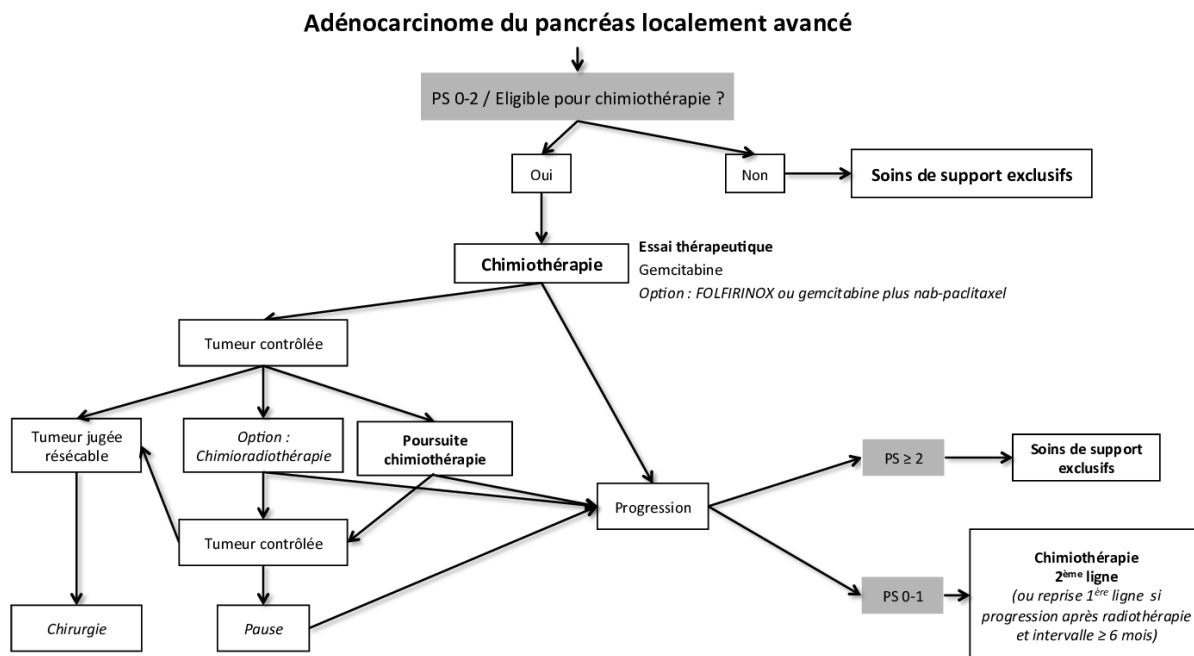 Adénocarcinome du pancréas localement avancé
PS 0-2 / Eligible pour chimiothérapie ?
Oui
Non
Soins de support exclusifs
Chimiothérapie
Essai thérapeutique
Gemcitabine
Option : FOLFIRINOX ou gemcitabine plus nab-paclitaxel
Tumeur contrôlée
Tumeur jugée
résécable
Option :
Chimioradiothérapie
Poursuite
chimiothérapie
PS ≥ 2
Soins de support
exclusifs
Progression
Tumeur contrôlée
PS 0-1
Chimiothérapie
2ème ligne
(ou reprise 1ère ligne si
progression après radiothérapie
et intervalle ≥ 6 mois)
Chirurgie
Pause